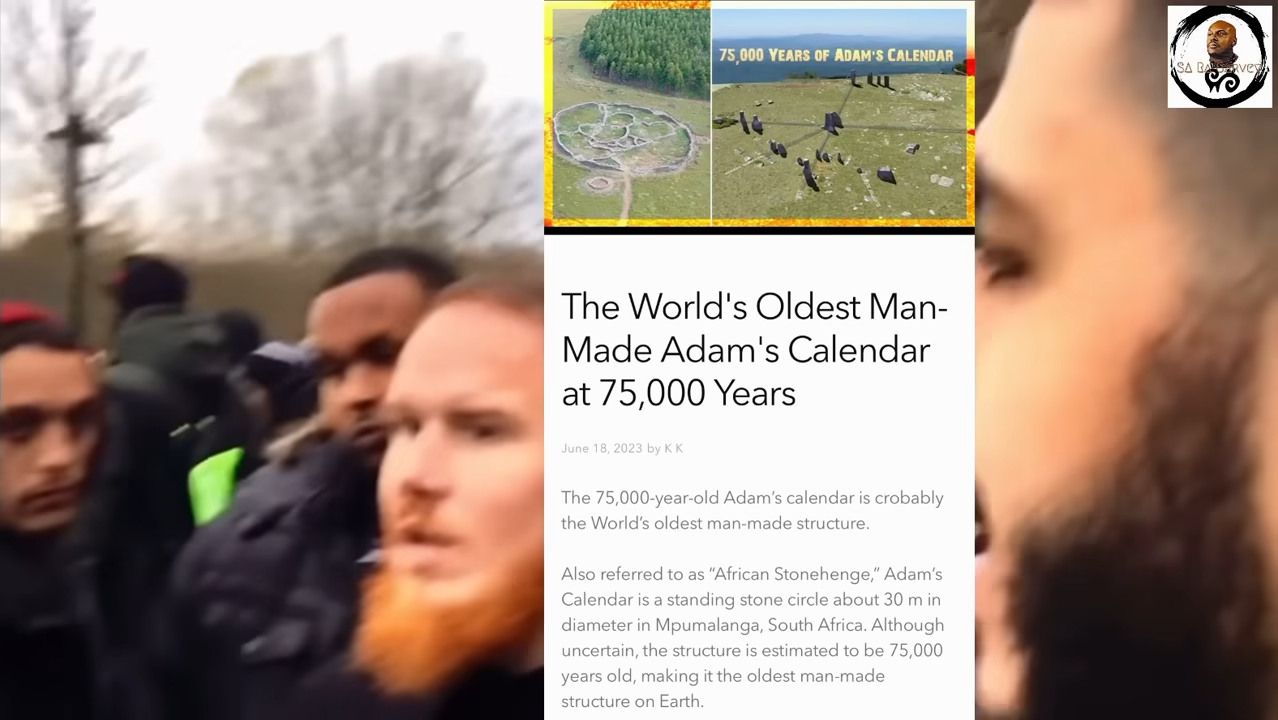 75,000 Years of Adam's Calendar
The World's Oldest Man-
Made Adam's Calendar
at 75,000 Years
June 18, 2023 by K K
The 75,000-year-old Adam's calendar is crobably
the World's oldest man-made structure.
Also referred to as “African Stonehenge,” Adam's
Calendar is a standing stone circle about 30 m in
diameter in Mpumalanga, South Africa. Although
uncertain, the structure is estimated to be 75,000
years old, making it the oldest man-made
structure on Earth.